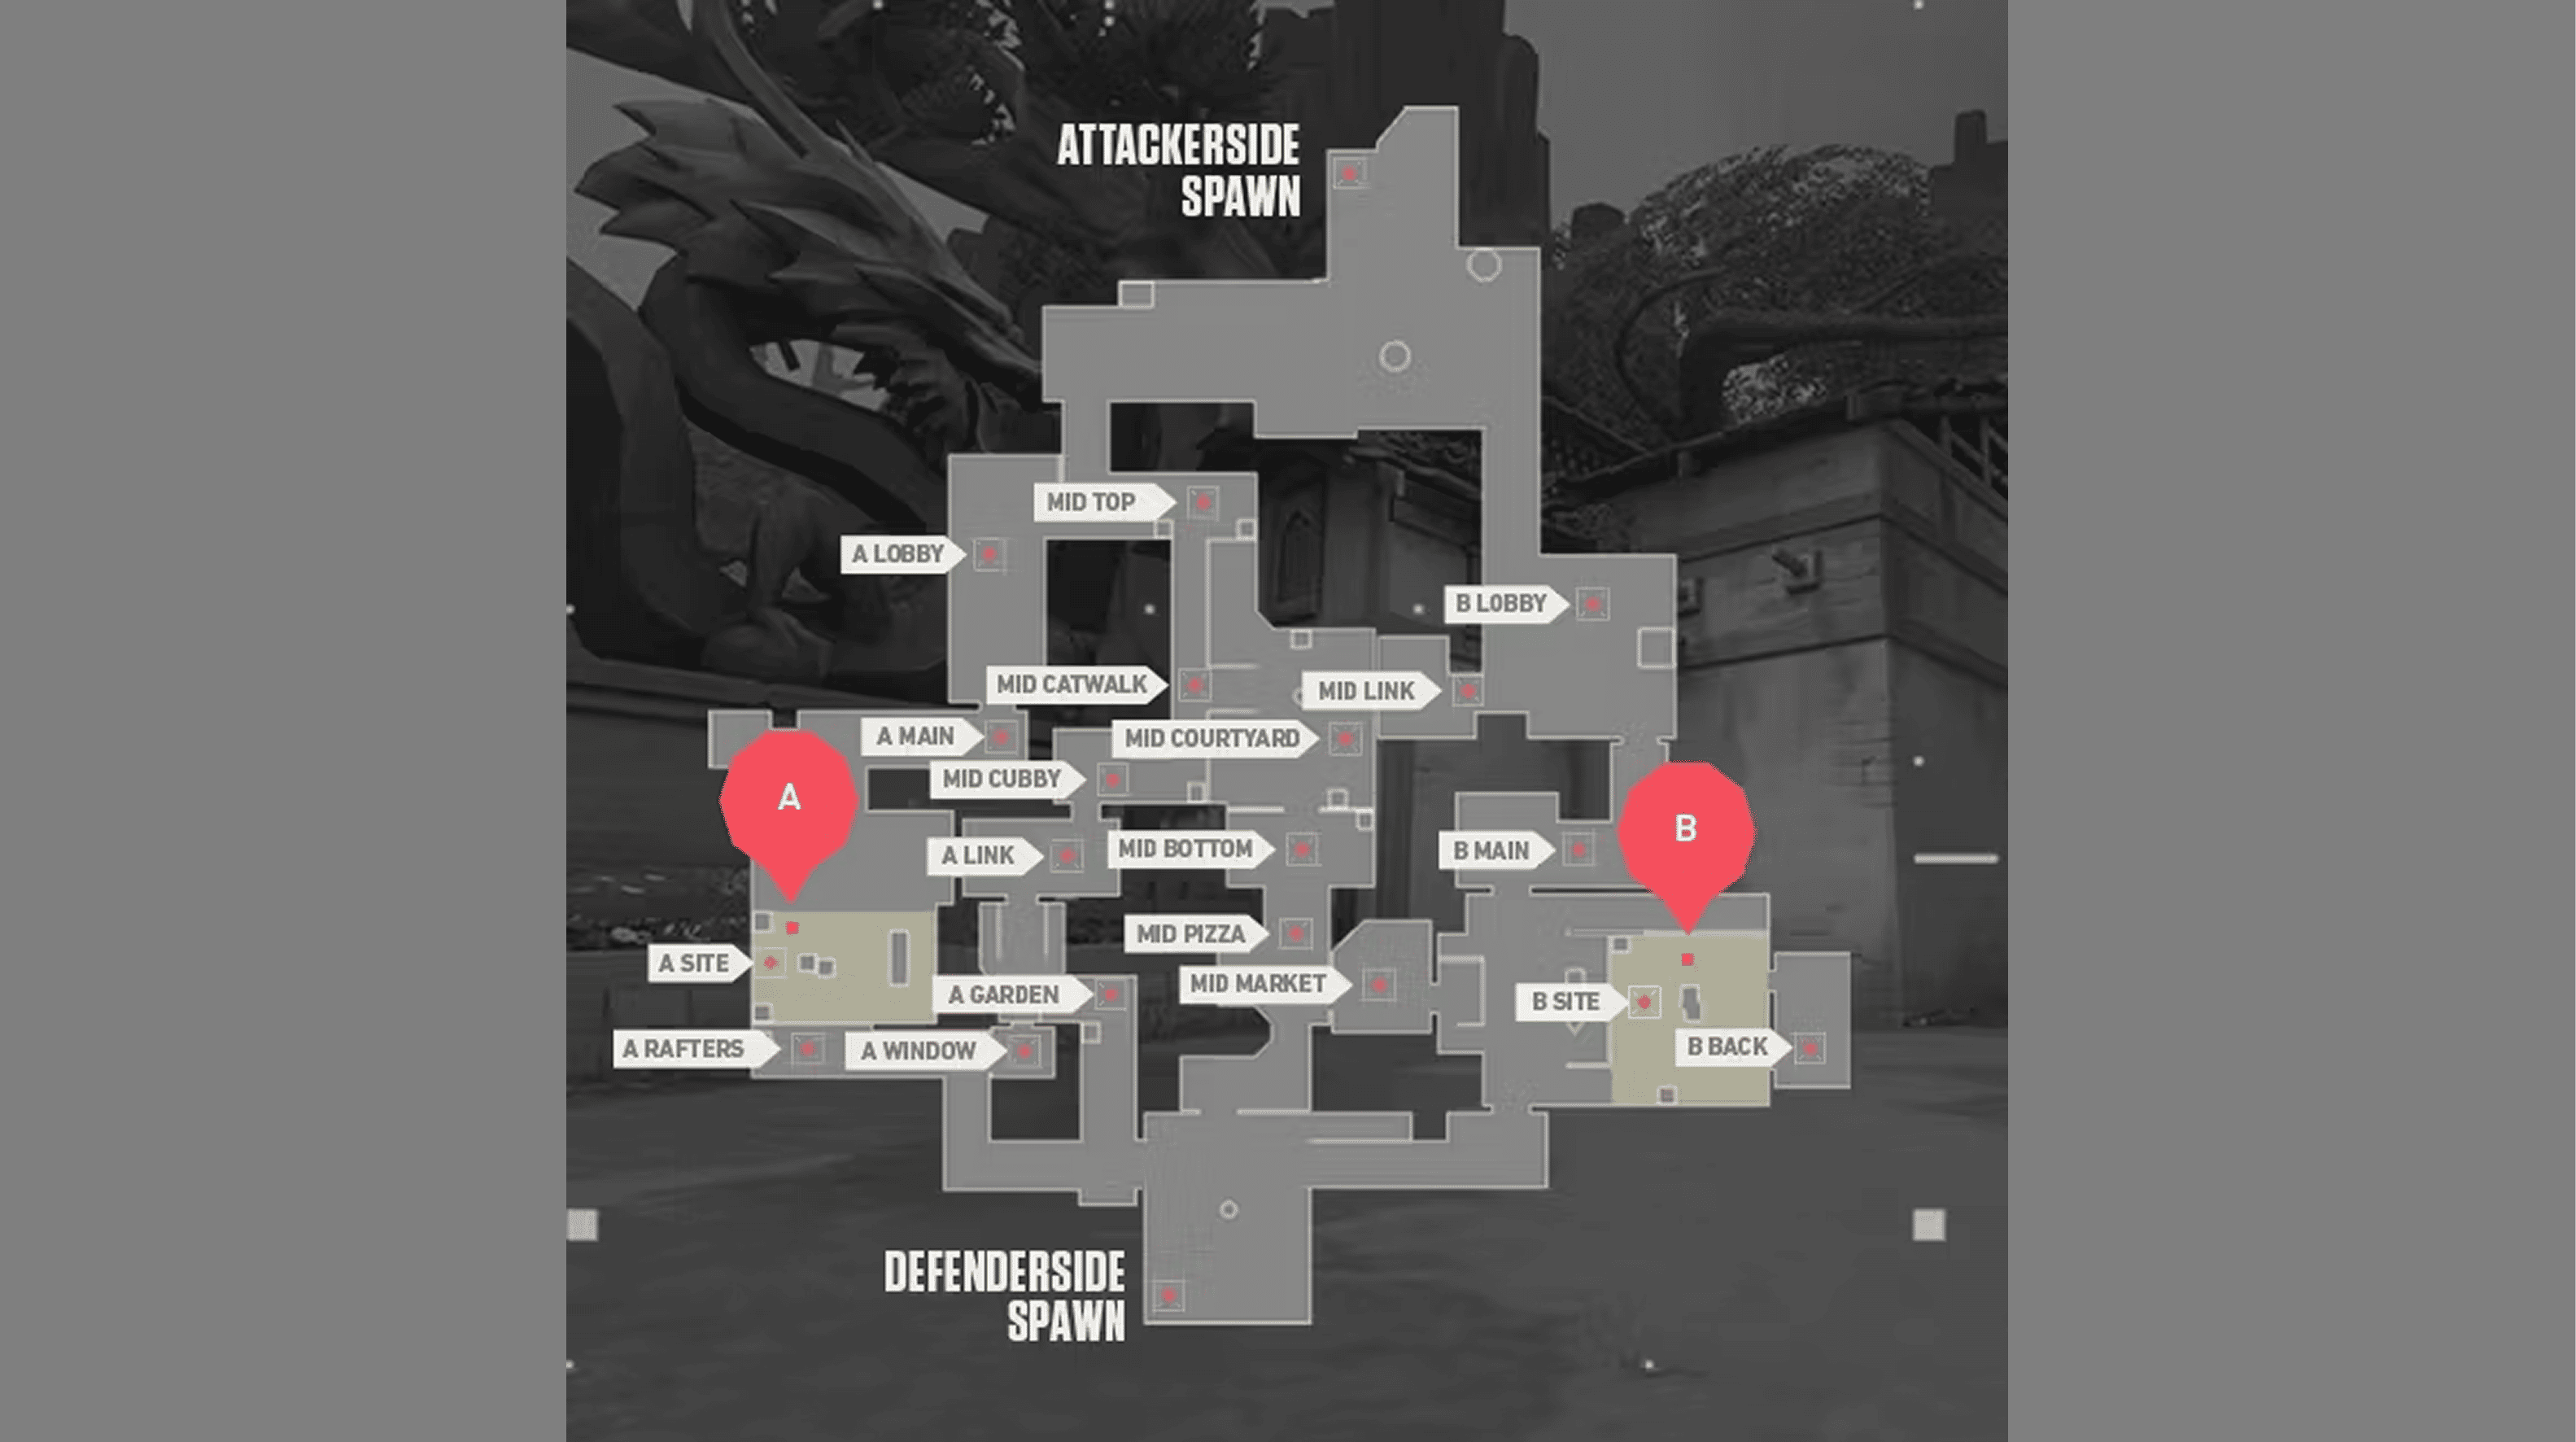 ATTACKERSIDE
SPAWN
MID TOP
A LOBBY
B LOBBY
MID CATWALK
MID LINK
A MAIN
MID COURTYARD
MID CUBBY
A
B
A LINK
MID BOTTOM
B MAIN
MID PIZZA
A SITE
MID MARKET
A GARDEN
B SITE
A RAFTERS
A WINDOW
B BACK
DEFENDERSIDE
SPAWN